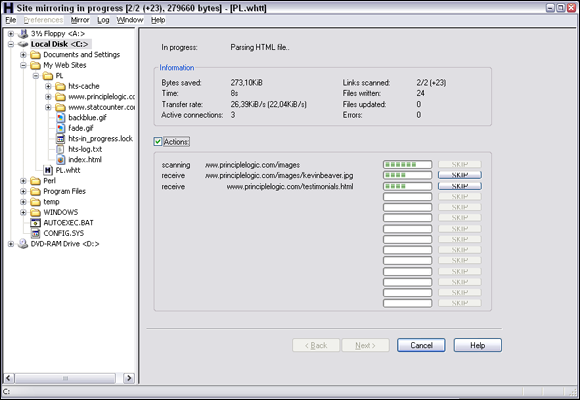 Site mirroring in progress [2/2 (+23), 279660 bytes] - [PL.whtt]
File Preferences Mirror Log Window Help
3½ Floppy <A:>
Local Disk <C:>
Documents and Settings
My Web Sites
PL
hts-cache
www.principlelogic.com
www.statcounter.com
backblue.gif
fade.gif
hts-in_progress.lock
hts-log.txt
index.html
PL.whtt
Perl
Program Files
temp
WINDOWS
AUTOEXEC.BAT
CONFIG.SYS
DVD-RAM Drive <D:>
In progress: Parsing HTML file..
Information
Bytes saved: 273,10KiB Links scanned: 2/2 (+23)
Time: 8s Files written: 24
Transfer rate: 26,39KiB/s (22,04KiB/s) Files updated: 0
Active connections: 3 Errors: 0
Actions:
scanning www.principlelogic.com/images SKIP
receive www.principlelogic.com/images/kevinbeaver.jpg SKIP
receive www.principlelogic.com/testimonials.html SKIP
SKIP
SKIP
SKIP
SKIP
SKIP
SKIP
SKIP
SKIP
SKIP
SKIP
< Back Next > Cancel Help
C: